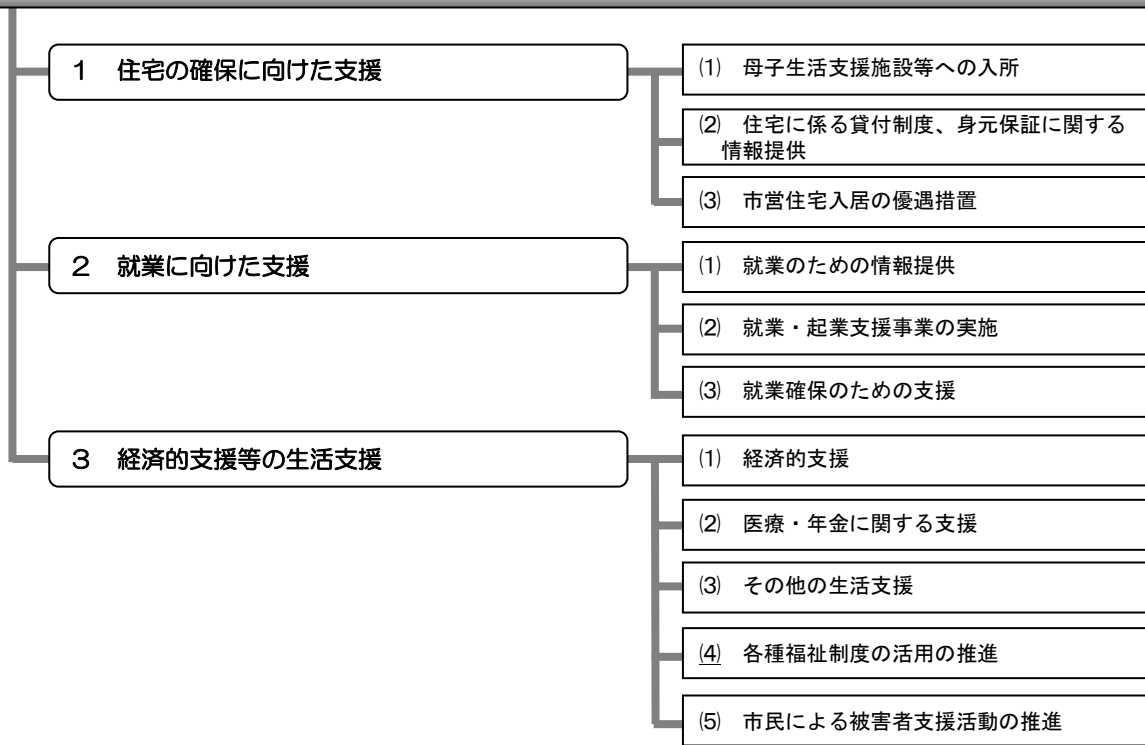 1　住宅の確保に向けた支援
⑴　母子生活支援施設等への入所
⑵　住宅に係る貸付制度、身元保証に関する
情報提供
⑶　市営住宅入居の優遇措置
2　就業に向けた支援
⑴　就業のための情報提供
⑵　就業・起業支援事業の実施
⑶　就業確保のための支援
3　経済的支援等の生活支援
⑴　経済的支援
⑵　医療・年金に関する支援
⑶　その他の生活支援
⑷　各種福祉制度の活用の推進
⑸　市民による被害者支援活動の推進